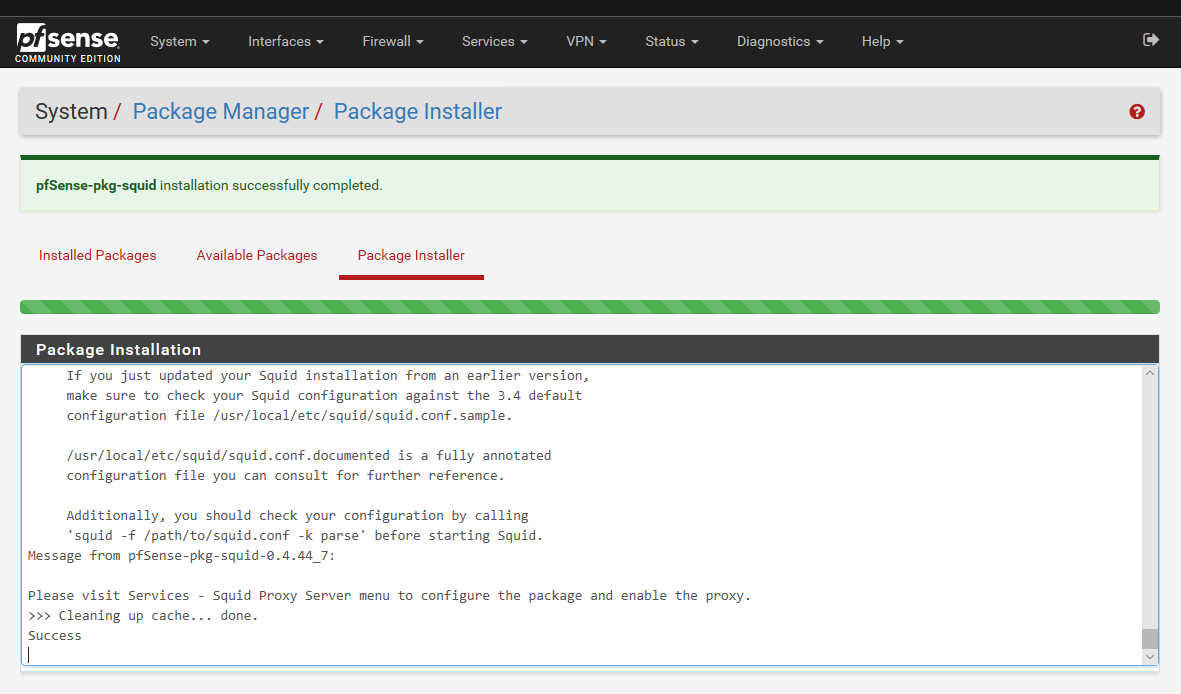 pfsense
COMMUNITY EDITION
System
Interfaces
Firewall
Services
VPN
Status
Diagnostics
Help
System / Package Manager / Package Installer
?
pfSense-pkg-squid installation successfully completed.
Installed Packages
Available Packages
Package Installer
Package Installation
If you just updated your Squid installation from an earlier version,
make sure to check your Squid configuration against the 3.4 default
configuration file /usr/local/etc/squid/squid.conf.sample.
/usr/local/etc/squid/squid.conf.documented is a fully annotated
configuration file you can consult for further reference.
Additionally, you should check your configuration by calling
'squid -f /path/to/squid.conf -k parse' before starting Squid.
Message from pfSense-pkg-squid-0.4.44_7:
Please visit Services - Squid Proxy Server menu to configure the package and enable the proxy.
>>> Cleaning up cache... done.
Success